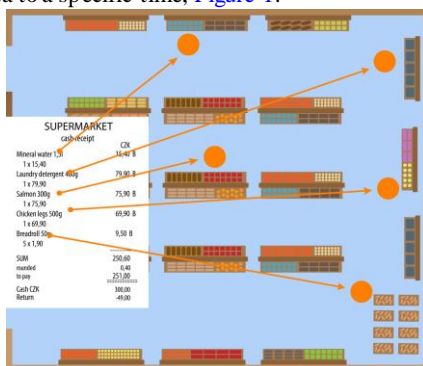 a to a specific time, Figure 1.
SUPERMARKET
cash receipt
CZK
Mineral water 1,5l 15,40 B
1 x 15,40
Laundry detergent 400g 79,90 B
1 x 79,90
Salmon 300g 75,90 B
1 x 75,90
Chicken legs 500g 69,90 B
1 x 69,90
Breadroll 50g 9,50 B
5 x 1,90
SUM 250,60
rounded 0,40
to pay 251,00
Cash CZK 300,00
Return -49,00